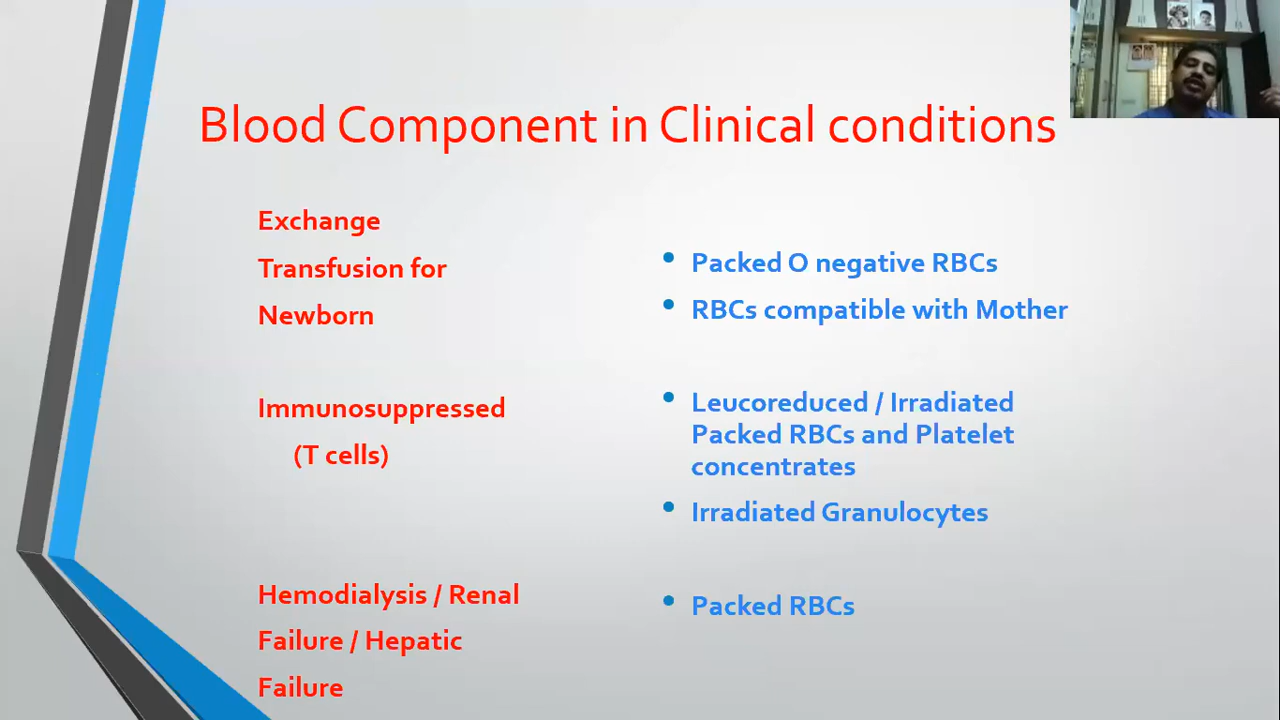 Blood Component in Clinical conditions
Exchange
Transfusion for
Newborn
• Packed O negative RBCs
• RBCs compatible with Mother
Immunosuppressed
(T cells)
• Leucoreduced / Irradiated
Packed RBCs and Platelet
concentrates
• Irradiated Granulocytes
Hemodialysis / Renal
Failure / Hepatic
Failure
• Packed RBCs